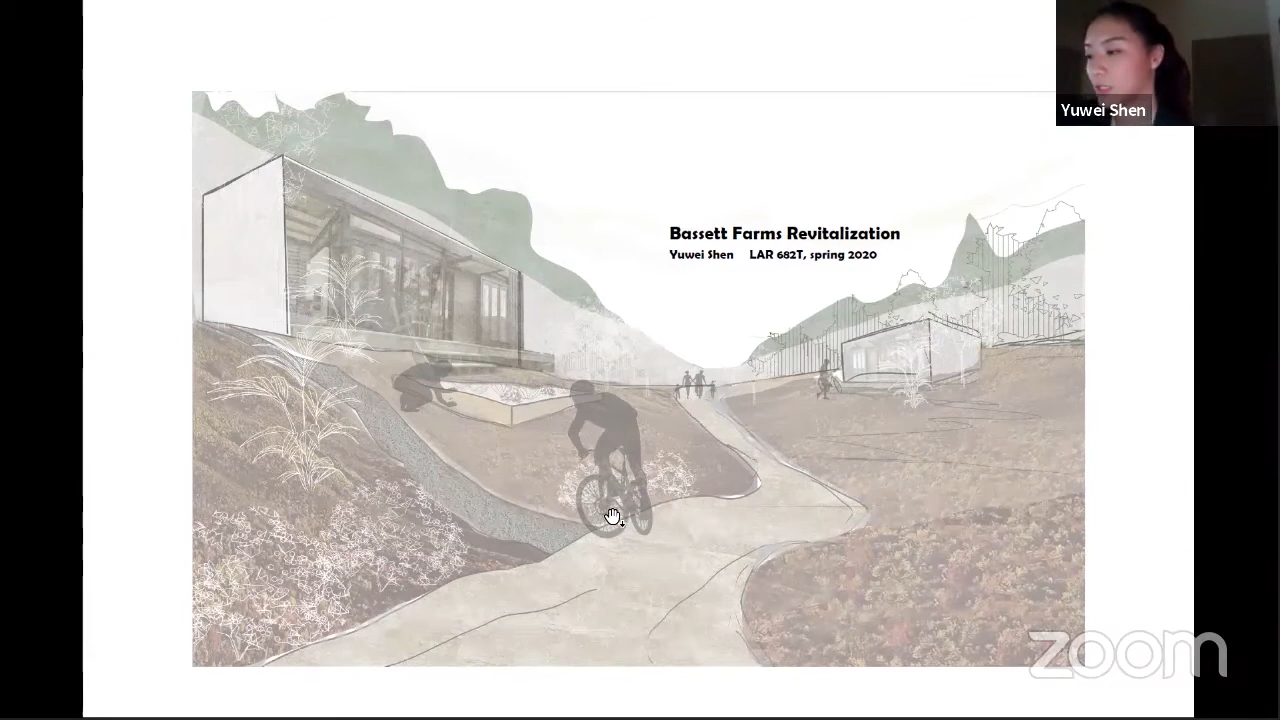 Yuwei Shen
Bassett Farms Revitalization
Yuwei Shen LAR 682T, spring 2020
zoom